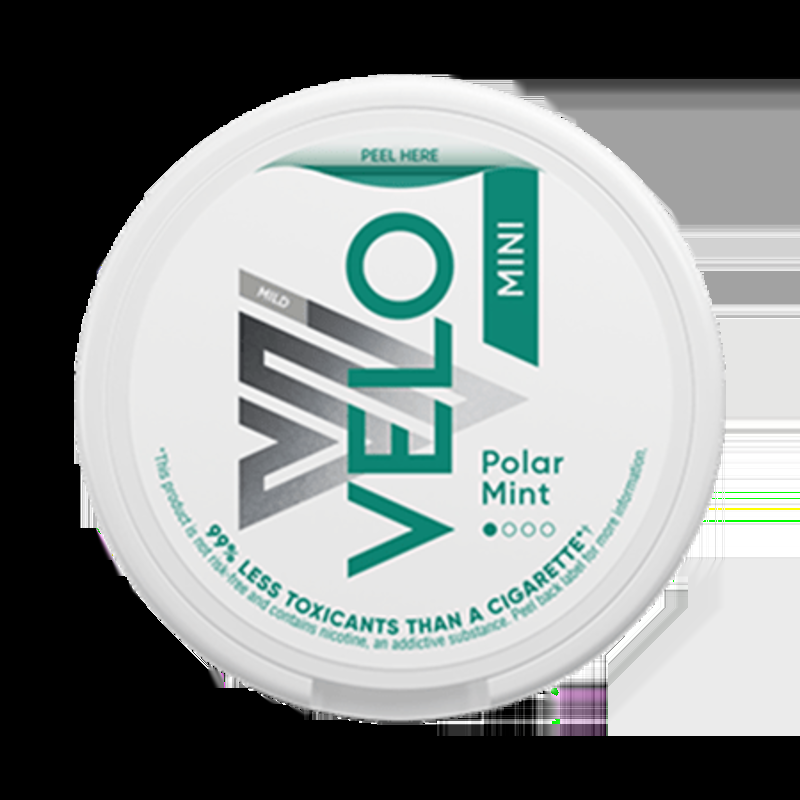 PEEL HERE
MINI
MILD
VELO
Polar
Mint
99% LESS TOXICANTS THAN A CIGARETTE*†
*This product is not risk-free and contains nicotine, an addictive substance. Peel back label for more information.